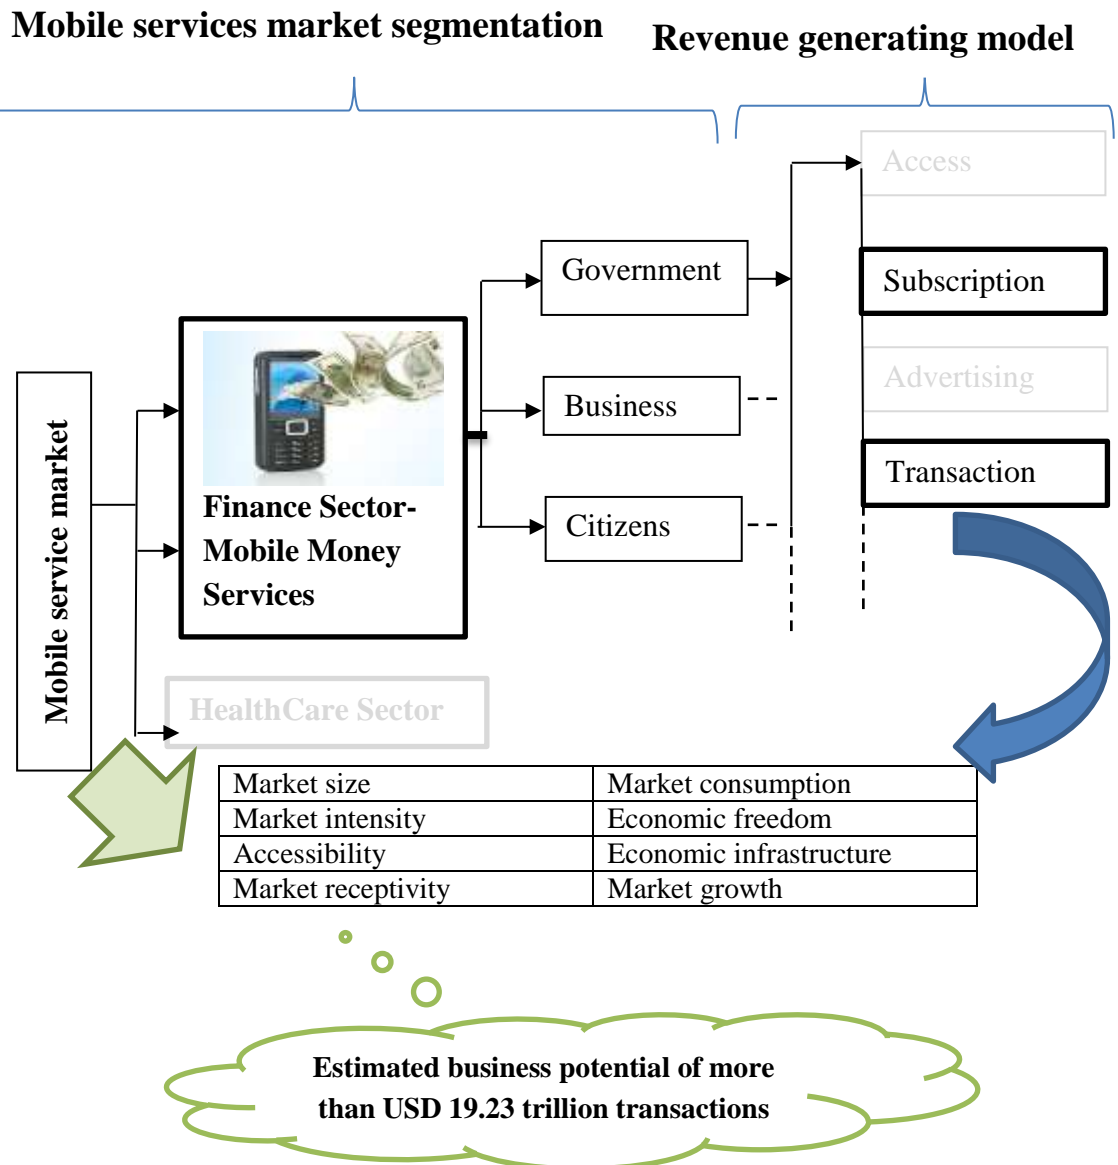 Mobile services market segmentation
Revenue generating model
Access
Government
Subscription
Advertising
Business
Transaction
Mobile service market
Finance Sector-
Mobile Money
Services
Citizens
HealthCare Sector
Market size
Market consumption
Market intensity
Economic freedom
Accessibility
Economic infrastructure
Market receptivity
Market growth
Estimated business potential of more
than USD 19.23 trillion transactions